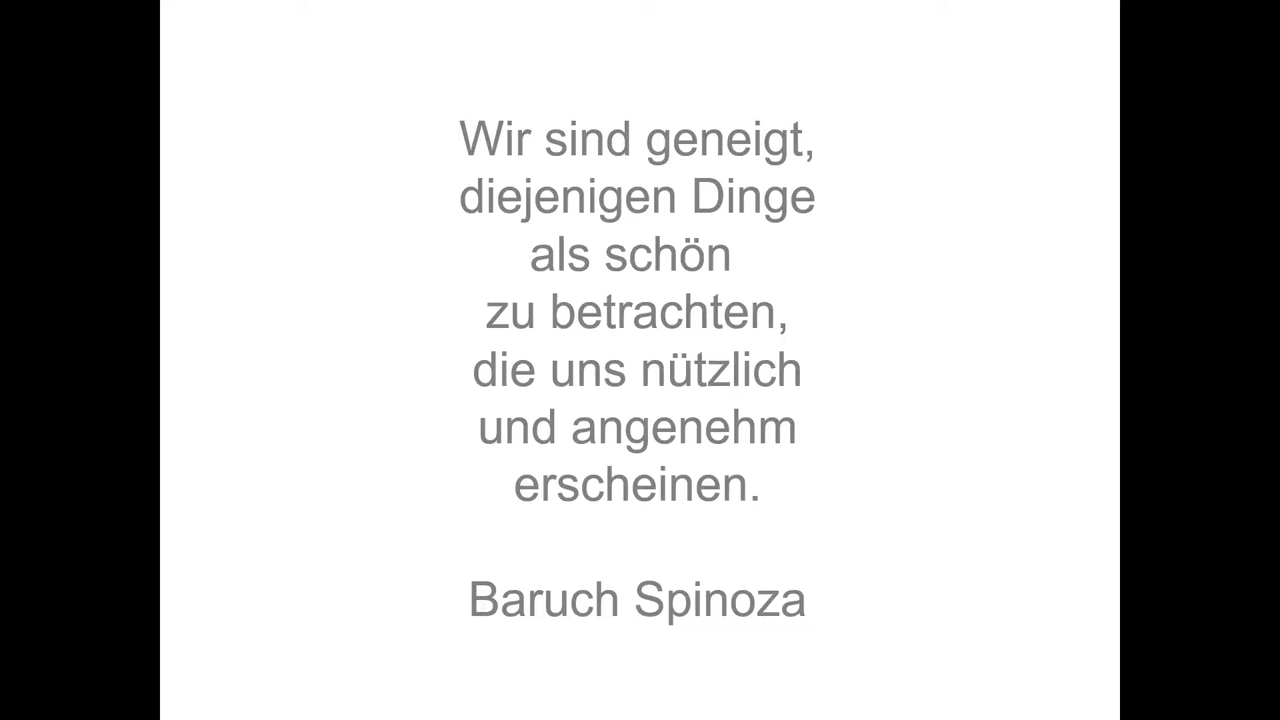 Wir sind geneigt,
diejenigen Dinge
als schön
zu betrachten,
die uns nützlich
und angenehm
erscheinen.
Baruch Spinoza